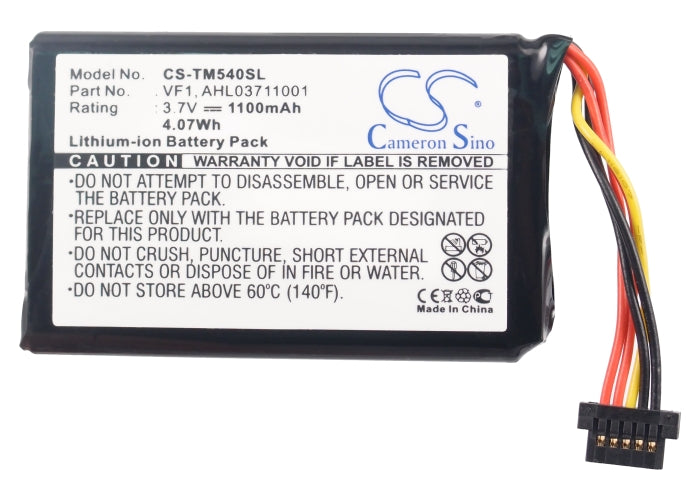 Model No. : CS-TM540SL
Part No. : VF1, AHL03711001
Rating : 3.7V 1100mAh
4.07Wh
Lithium-ion Battery Pack
CS
Cameron Sino
CAUTION WARRANTY VOID IF LABEL IS REMOVED
•DO NOT ATTEMPT TO DISASSEMBLE, OPEN OR SERVICE
THE BATTERY PACK.
•REPLACE ONLY WITH THE BATTERY PACK DESIGNATED
FOR THIS PRODUCT.
•DO NOT CRUSH, PUNCTURE, SHORT EXTERNAL
CONTACTS OR DISPOSE OF IN FIRE OR WATER.
•DO NOT STORE ABOVE 60°C (140°F).
CE
Made In China